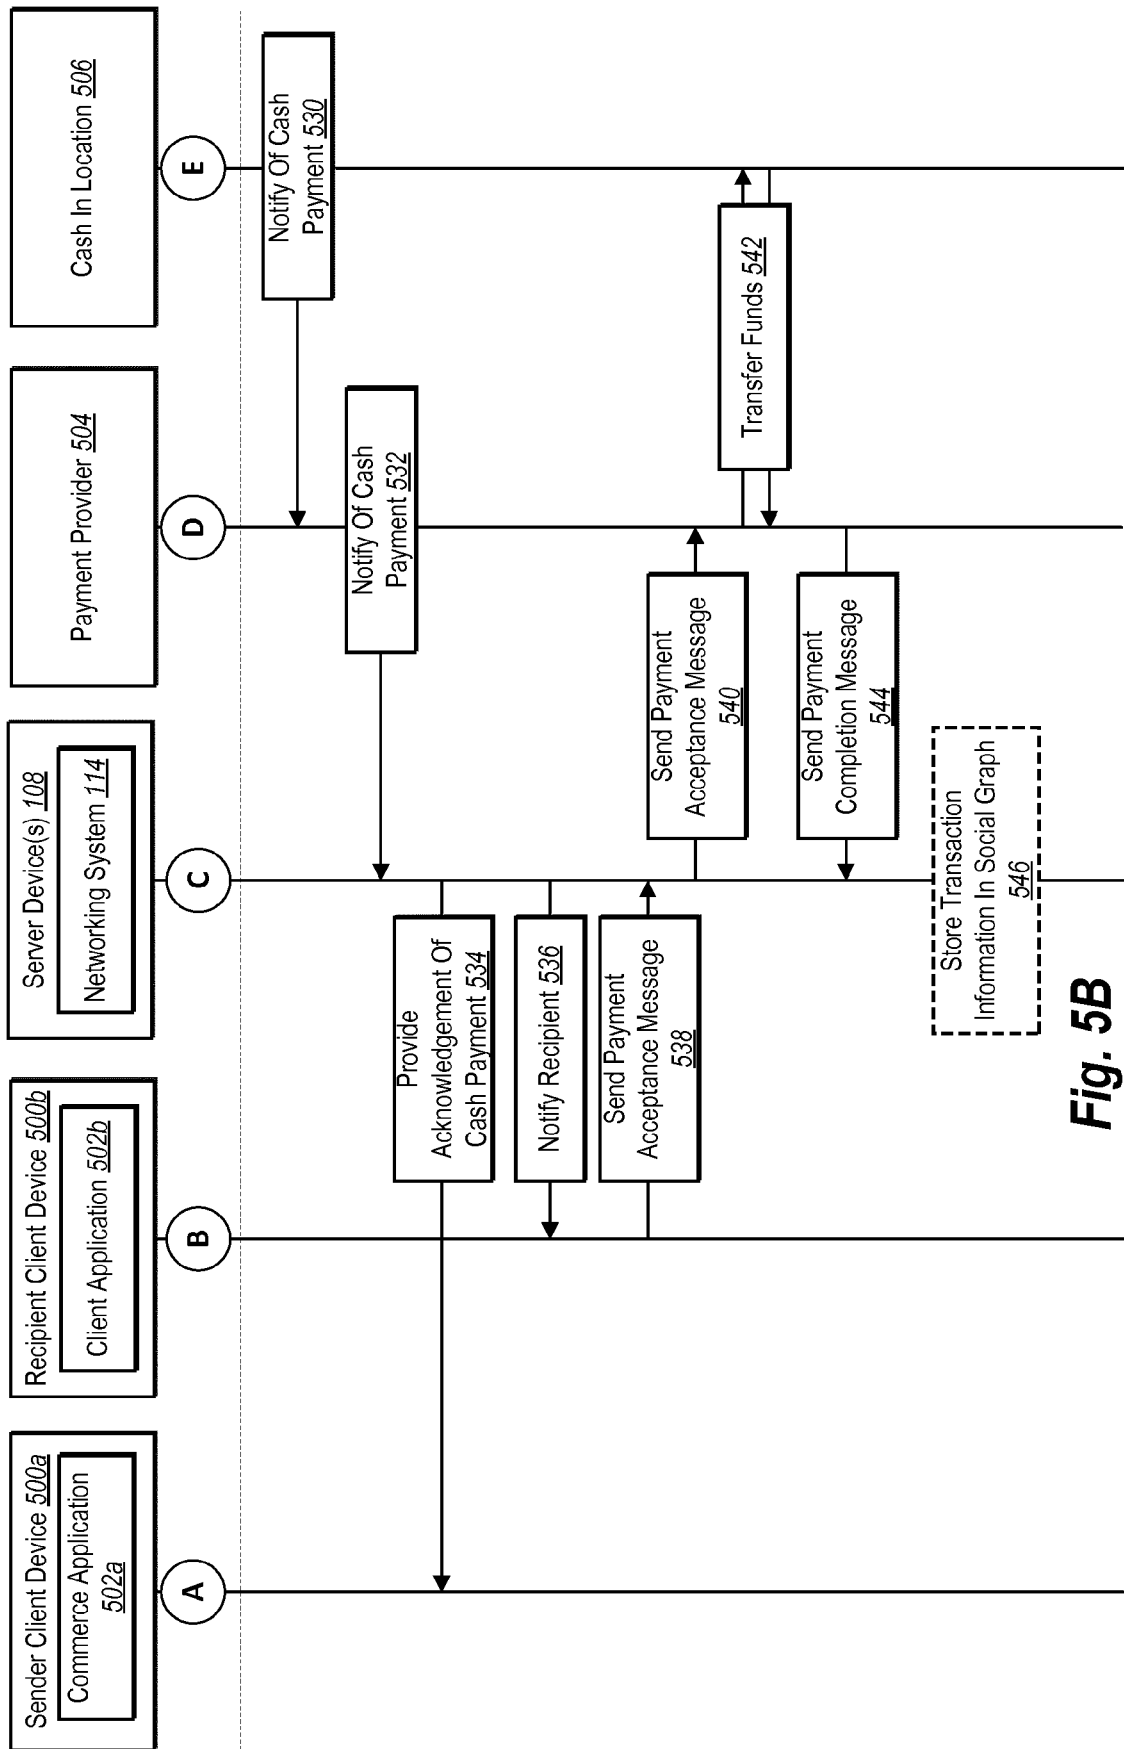 Sender Client Device 500a
Commerce Application
502a
Recipient Client Device 500b
Client Application 502b
Server Device(s) 108
Networking System 114
Payment Provider 504
Cash In Location 506
A
B
C
D
E
Notify Of Cash
Payment 530
Notify Of Cash
Payment 532
Provide
Acknowledgement Of
Cash Payment 534
Notify Recipient 536
Send Payment
Acceptance Message
538
Send Payment
Acceptance Message
540
Transfer Funds 542
Send Payment
Completion Message
544
Store Transaction
Information In Social Graph
546
Fig. 5B